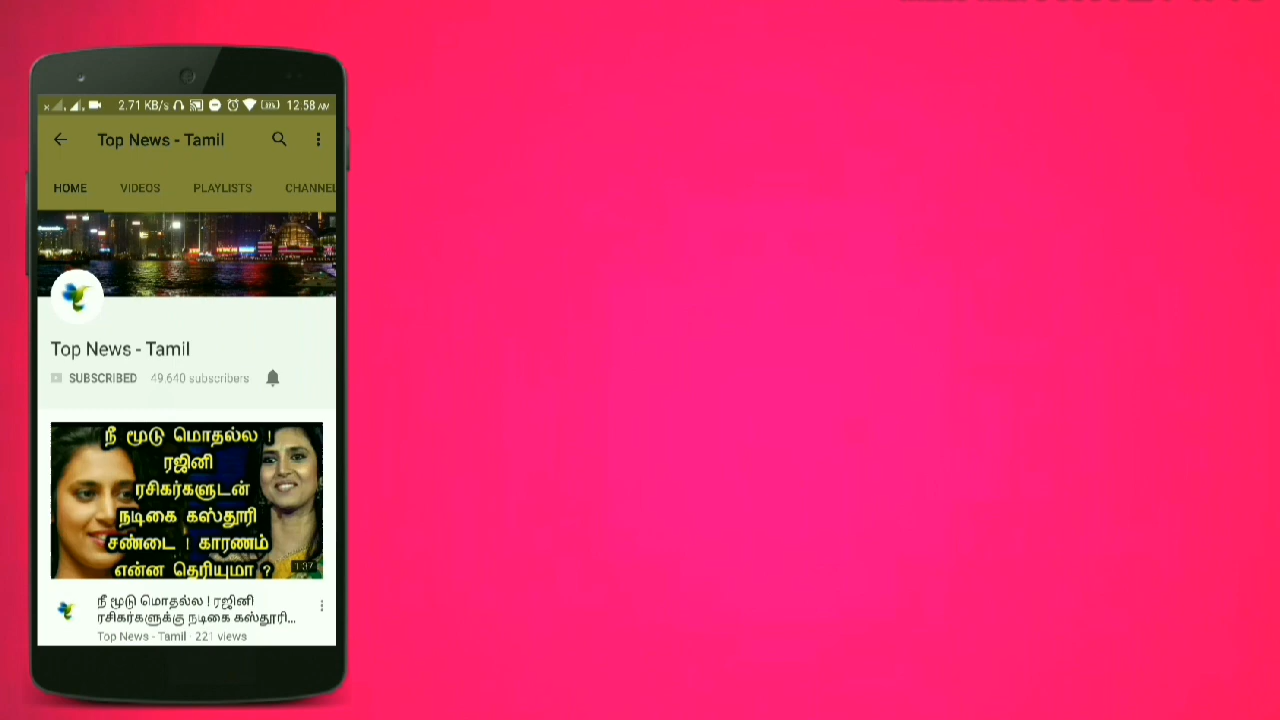 2.71 KB/s 12:58 AM
Top News - Tamil
HOME VIDEOS PLAYLISTS CHANNEL
Top News - Tamil
SUBSCRIBED 49,640 subscribers
நீ மூடு மொதல்ல !
ரஜினி
ரசிகர்களுடன்
நடிகை கஸ்தூரி
சண்டை ! காரணம்
என்ன தெரியுமா ?
1:37
நீ மூடு மொதல்ல ! ரஜினி
ரசிகர்களுக்கு நடிகை கஸ்தூரி...
Top News - Tamil · 221 views